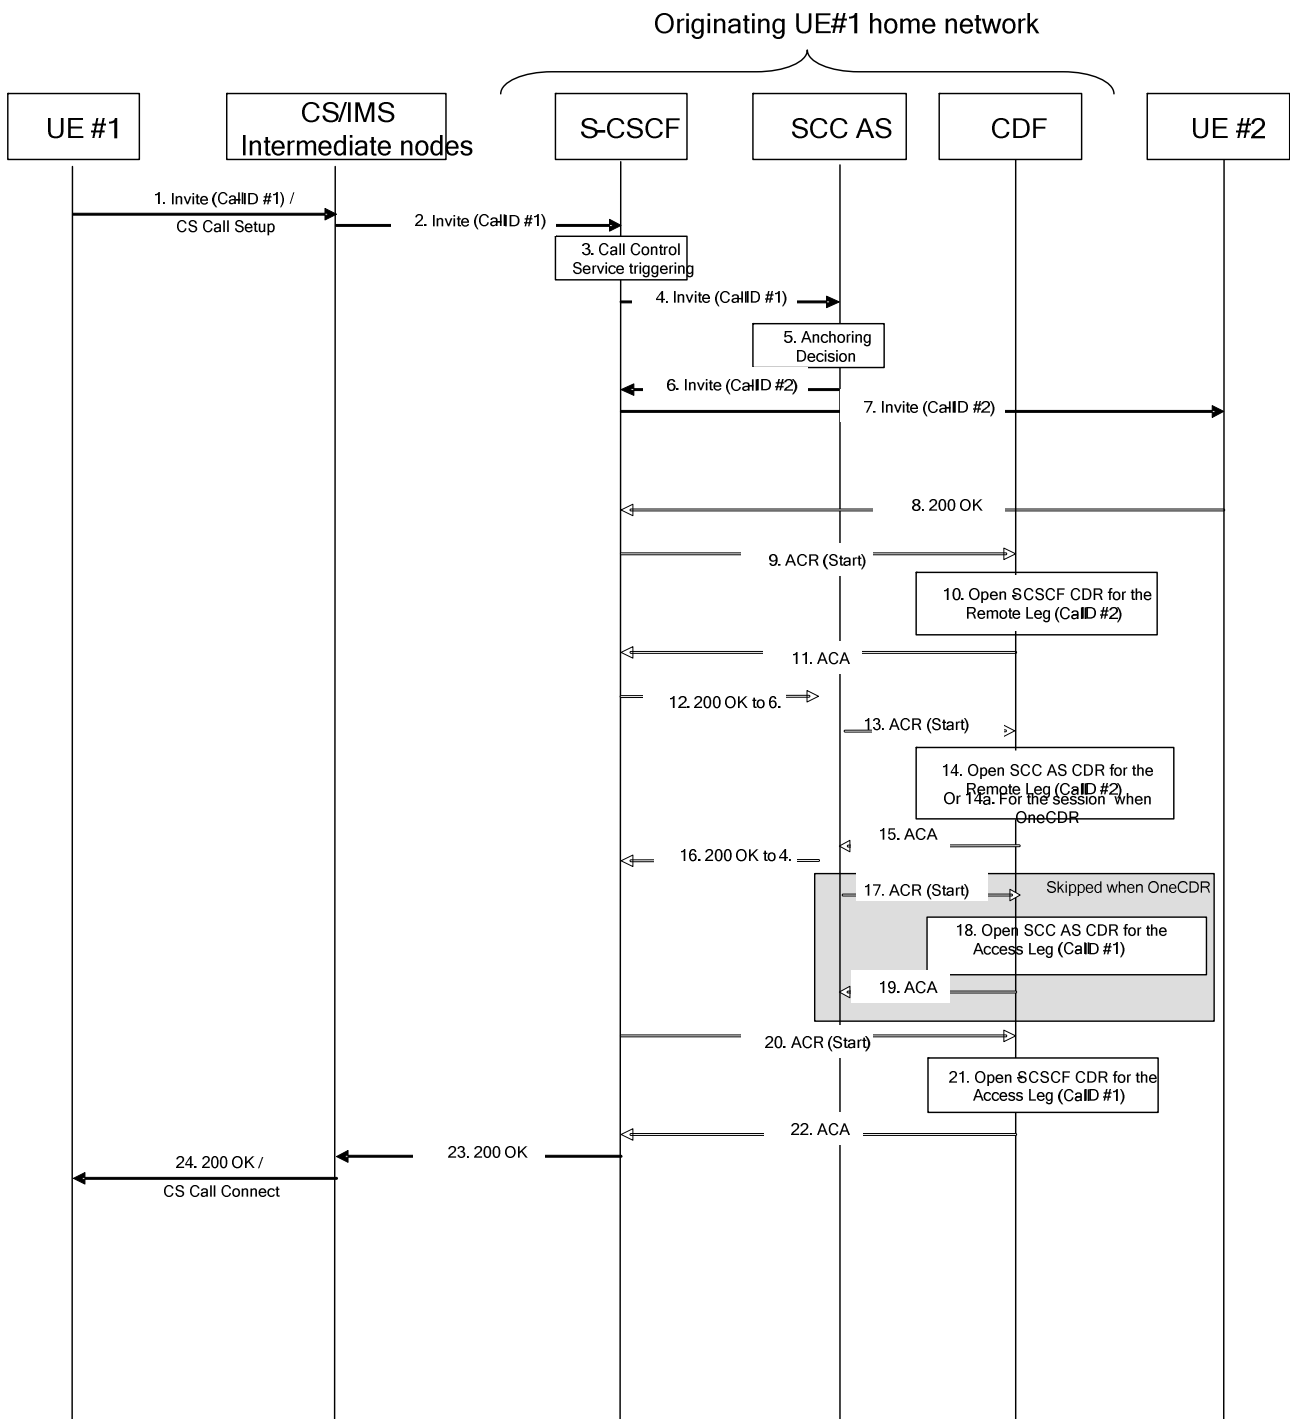 Originating UE#1 home network
UE #1
CS/IMS
Intermediate nodes
S-CSCF
SCC AS
CDF
UE #2
1. Invite (CallID #1) /
CS Call Setup
2. Invite (CallID #1)
3. Call Control
Service triggering
4. Invite (CallID #1)
5. Anchoring
Decision
6. Invite (CallID #2)
7. Invite (CallID #2)
8. 200 OK
9. ACR (Start)
10. Open SCSCF CDR for the
Remote Leg (CallID #2)
11. ACA
12. 200 OK to 6.
13. ACR (Start)
14. Open SCC AS CDR for the
Remote Leg (CallID #2)
Or 14a. For the session when
OneCDR
15. ACA
16. 200 OK to 4.
17. ACR (Start)
Skipped when OneCDR
18. Open SCC AS CDR for the
Access Leg (CallID #1)
19. ACA
20. ACR (Start)
21. Open SCSCF CDR for the
Access Leg (CallID #1)
22. ACA
23. 200 OK
24. 200 OK /
CS Call Connect